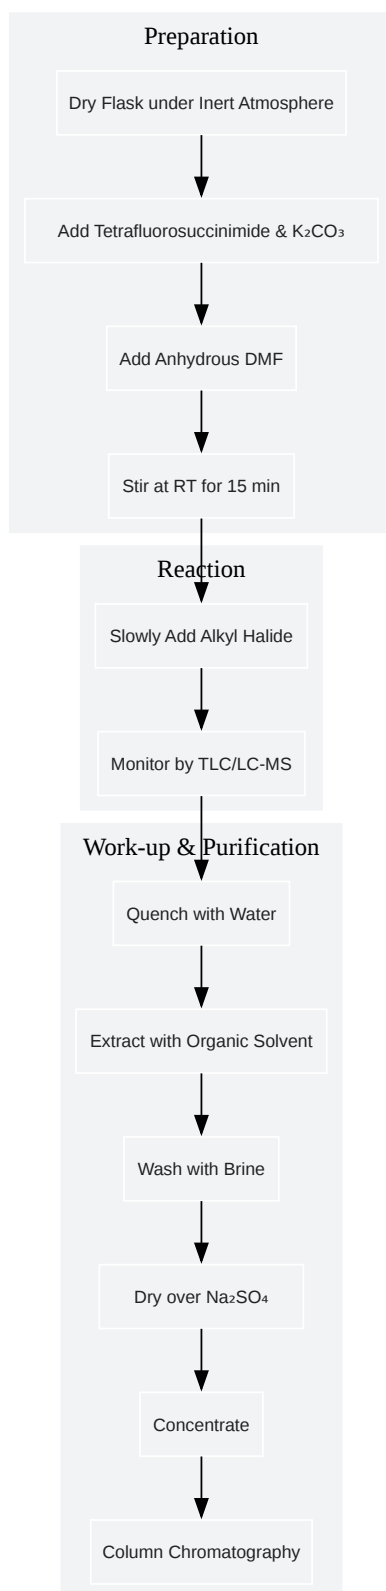 Preparation
Dry Flask under Inert Atmosphere
Add Tetrafluorosuccinimide & K₂CO₃
Add Anhydrous DMF
Stir at RT for 15 min
Reaction
Slowly Add Alkyl Halide
Monitor by TLC/LC-MS
Work-up & Purification
Quench with Water
Extract with Organic Solvent
Wash with Brine
Dry over Na₂SO₄
Concentrate
Column Chromatography